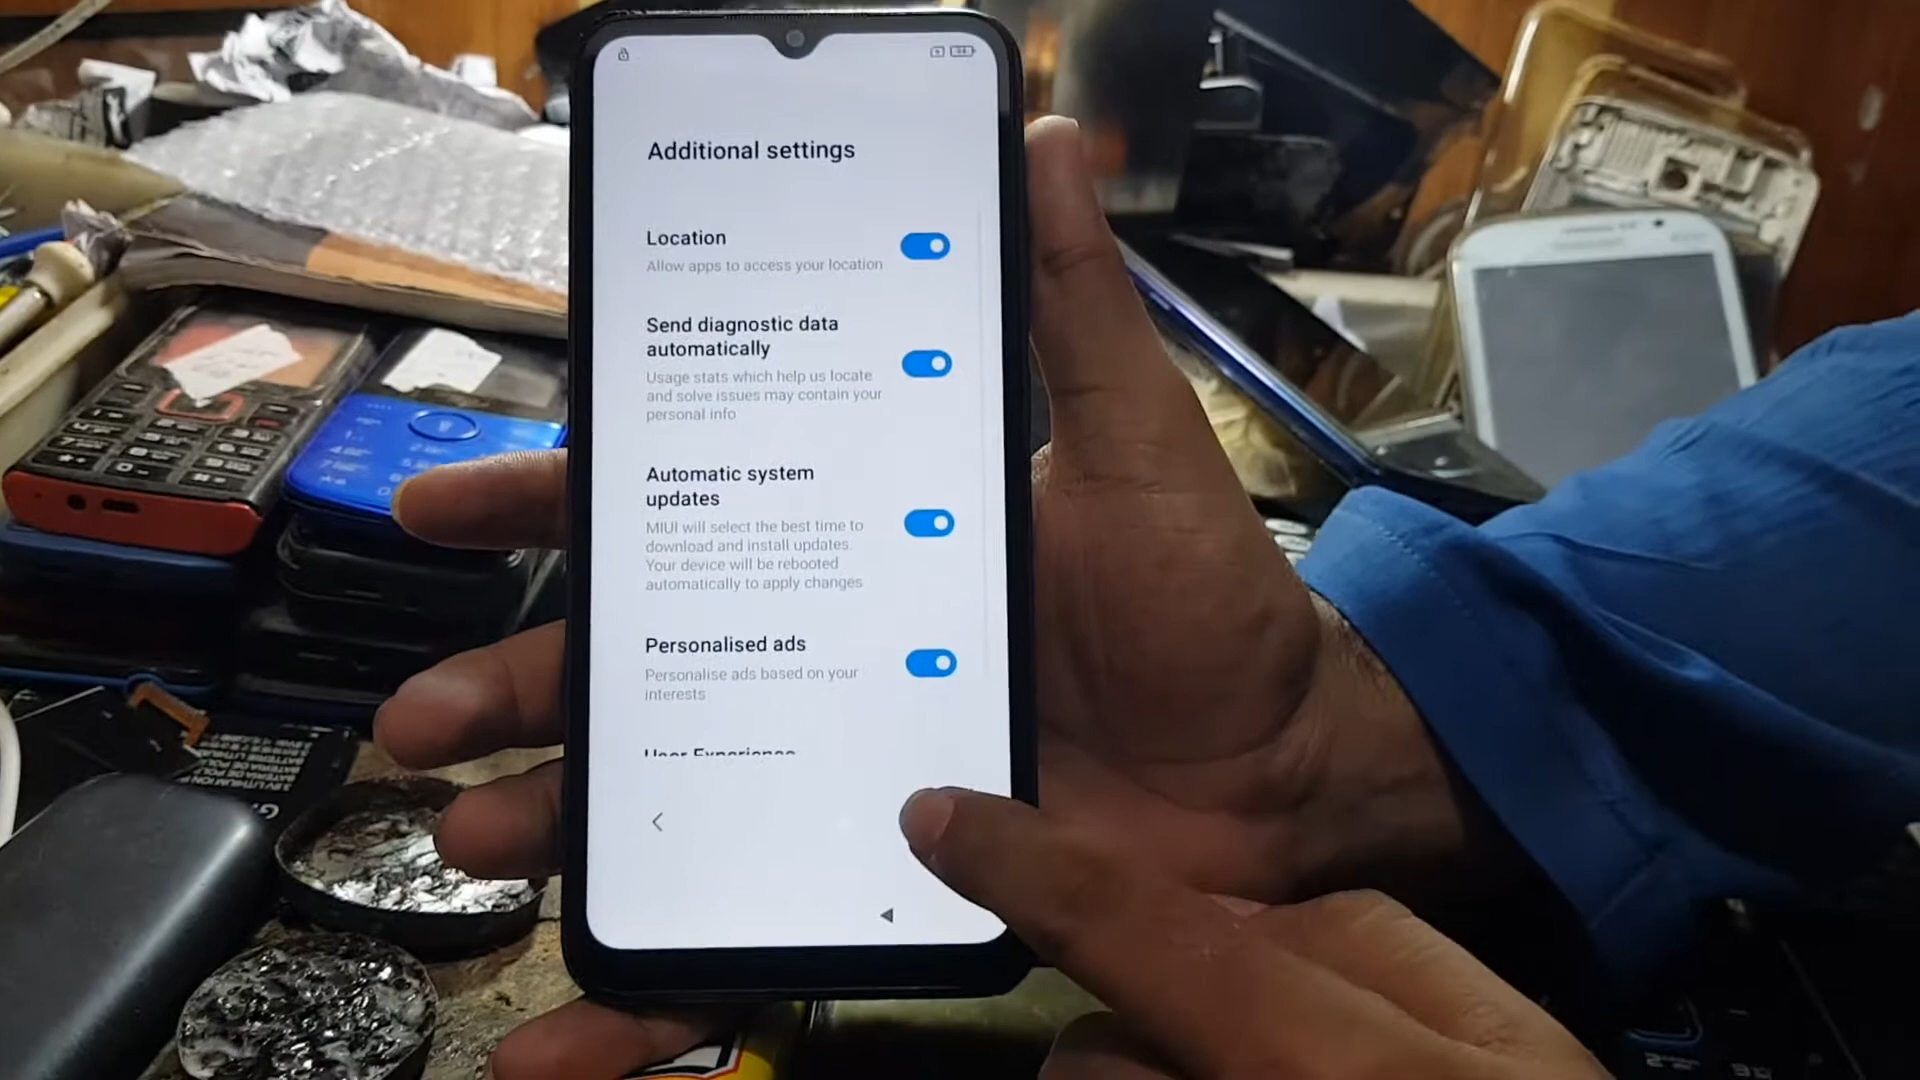 Additional settings
Location
Allow apps to access your location
Send diagnostic data
automatically
Usage stats which help us locate
and solve issues may contain your
personal info
Automatic system
updates
MIUI will select the best time to
download and install updates.
Your device will be rebooted
automatically to apply changes
Personalised ads
Personalise ads based on your
interests
User Experience